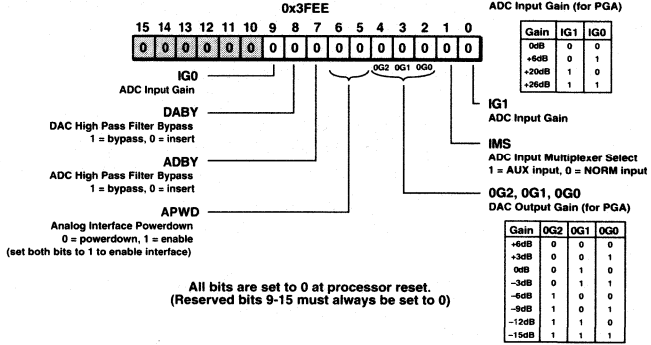 0x3FEE
15 14 13 12 11 10 9 8 7 6 5 4 3 2 1 0
0 0 0 0 0 0 0 0 0 0 0 0 0 0 0 0
0G2 0G1 0G0
IG0
ADC Input Gain
DABY
DAC High Pass Filter Bypass
1 = bypass, 0 = insert
ADBY
ADC High Pass Filter Bypass
1 = bypass, 0 = insert
APWD
Analog Interface Powerdown
0 = powerdown, 1 = enable
(set both bits to 1 to enable interface)
ADC Input Gain (for PGA)
Gain IG1 IG0
0dB 0 0
+6dB 0 1
+20dB 1 0
+26dB 1 1
IG1
ADC Input Gain
IMS
ADC Input Multiplexer Select
1 = AUX input, 0 = NORM input
0G2, 0G1, 0G0
DAC Output Gain (for PGA)
Gain 0G2 0G1 0G0
+6dB 0 0 0
+3dB 0 0 1
0dB 0 1 0
−3dB 0 1 1
−6dB 1 0 0
−9dB 1 0 1
−12dB 1 1 0
−15dB 1 1 1
All bits are set to 0 at processor reset.
(Reserved bits 9-15 must always be set to 0)